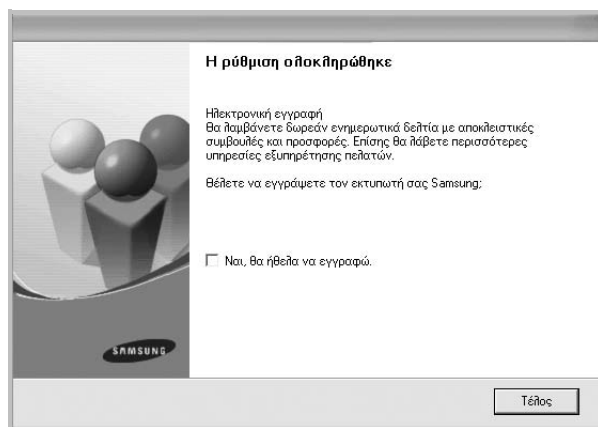 Η ρύθμιση ολοκληρώθηκε
Ηλεκτρονική εγγραφή
Θα λαμβάνετε δωρεάν ενημερωτικά δελτία με αποκλειστικές
συμβουλές και προσφορές. Επίσης θα λάβετε περισσότερες
υπηρεσίες εξυπηρέτησης πελατών.
Θέλετε να εγγράψετε τον εκτυπωτή σας Samsung;
Ναι, θα ήθελα να εγγραφώ.
SAMSUNG
Τέλος